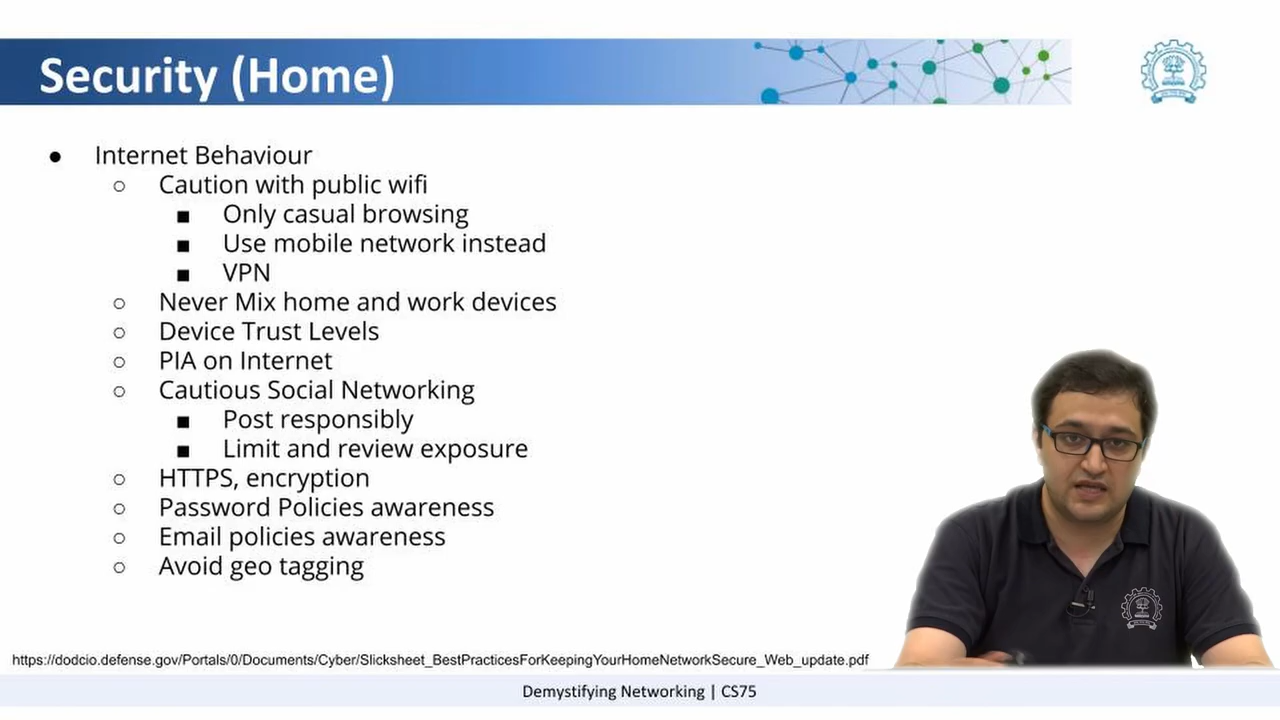 Security (Home)
● Internet Behaviour
○ Caution with public wifi
■ Only casual browsing
■ Use mobile network instead
■ VPN
○ Never Mix home and work devices
○ Device Trust Levels
○ PIA on Internet
○ Cautious Social Networking
■ Post responsibly
■ Limit and review exposure
○ HTTPS, encryption
○ Password Policies awareness
○ Email policies awareness
○ Avoid geo tagging
https://dodcio.defense.gov/Portals/0/Documents/Cyber/Slicksheet_BestPracticesForKeepingYourHomeNetworkSecure_Web_update.pdf
Demystifying Networking | CS75